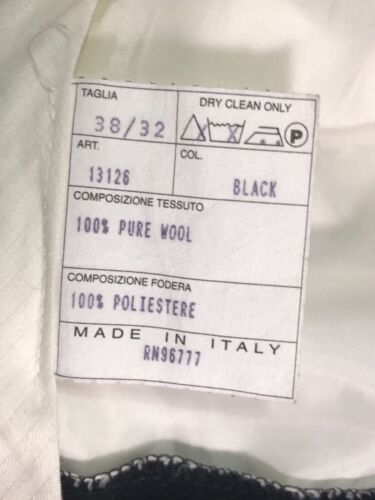 TAGLIA
38/32
DRY CLEAN ONLY
P
ART.
13126
COL.
BLACK
COMPOSIZIONE TESSUTO
100% PURE WOOL
COMPOSIZIONE FODERA
100% POLIESTERE
MADE IN ITALY
RN96777